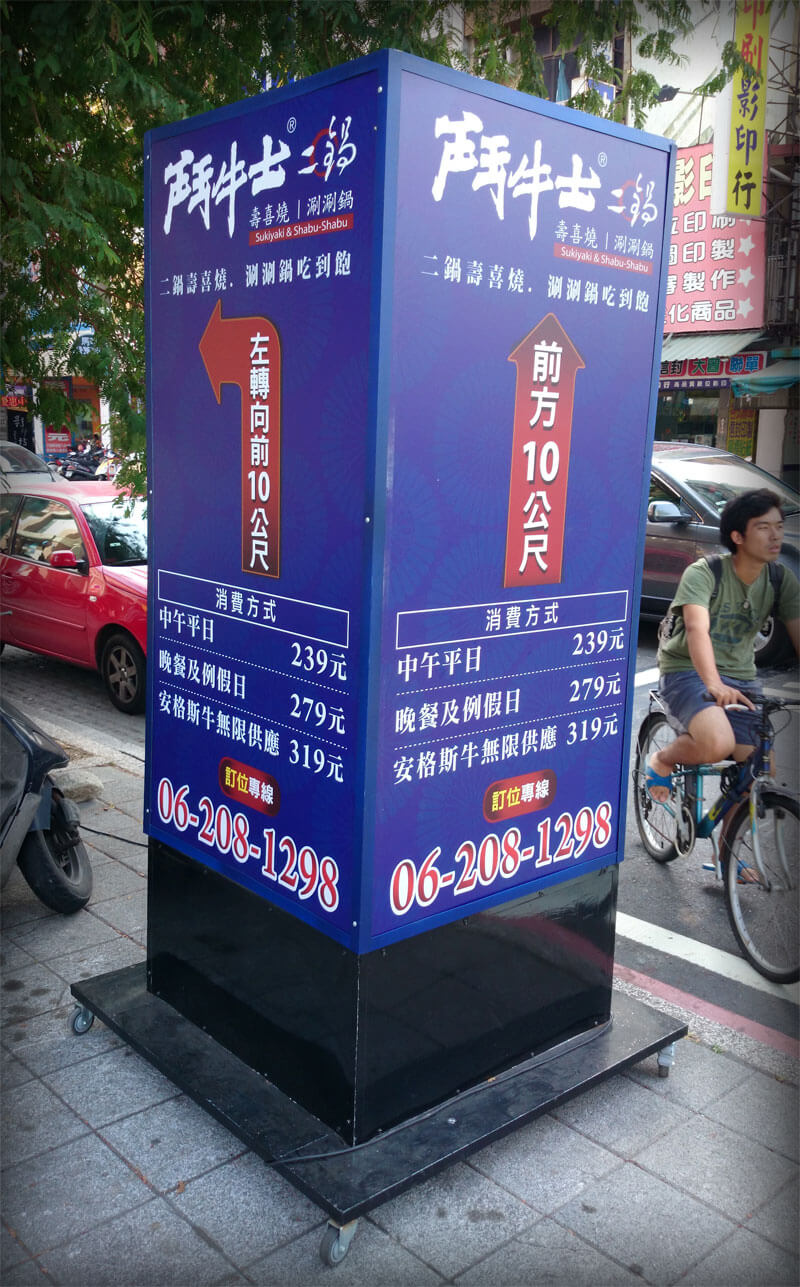 鬥牛士® 二鍋
壽喜燒 | 涮涮鍋
Sukiyaki & Shabu-Shabu
二鍋壽喜燒．涮涮鍋吃到飽
左轉向前10公尺
消費方式
中午平日 239元
晚餐及例假日 279元
安格斯牛無限供應 319元
訂位專線
06-208-1298
鬥牛士® 二鍋
壽喜燒 | 涮涮鍋
Sukiyaki & Shabu-Shabu
二鍋壽喜燒．涮涮鍋吃到飽
前方10公尺
消費方式
中午平日 239元
晚餐及例假日 279元
安格斯牛無限供應 319元
訂位專線
06-208-1298
印刷影印行
影印
印製
製作
化商品
大圖 聯單